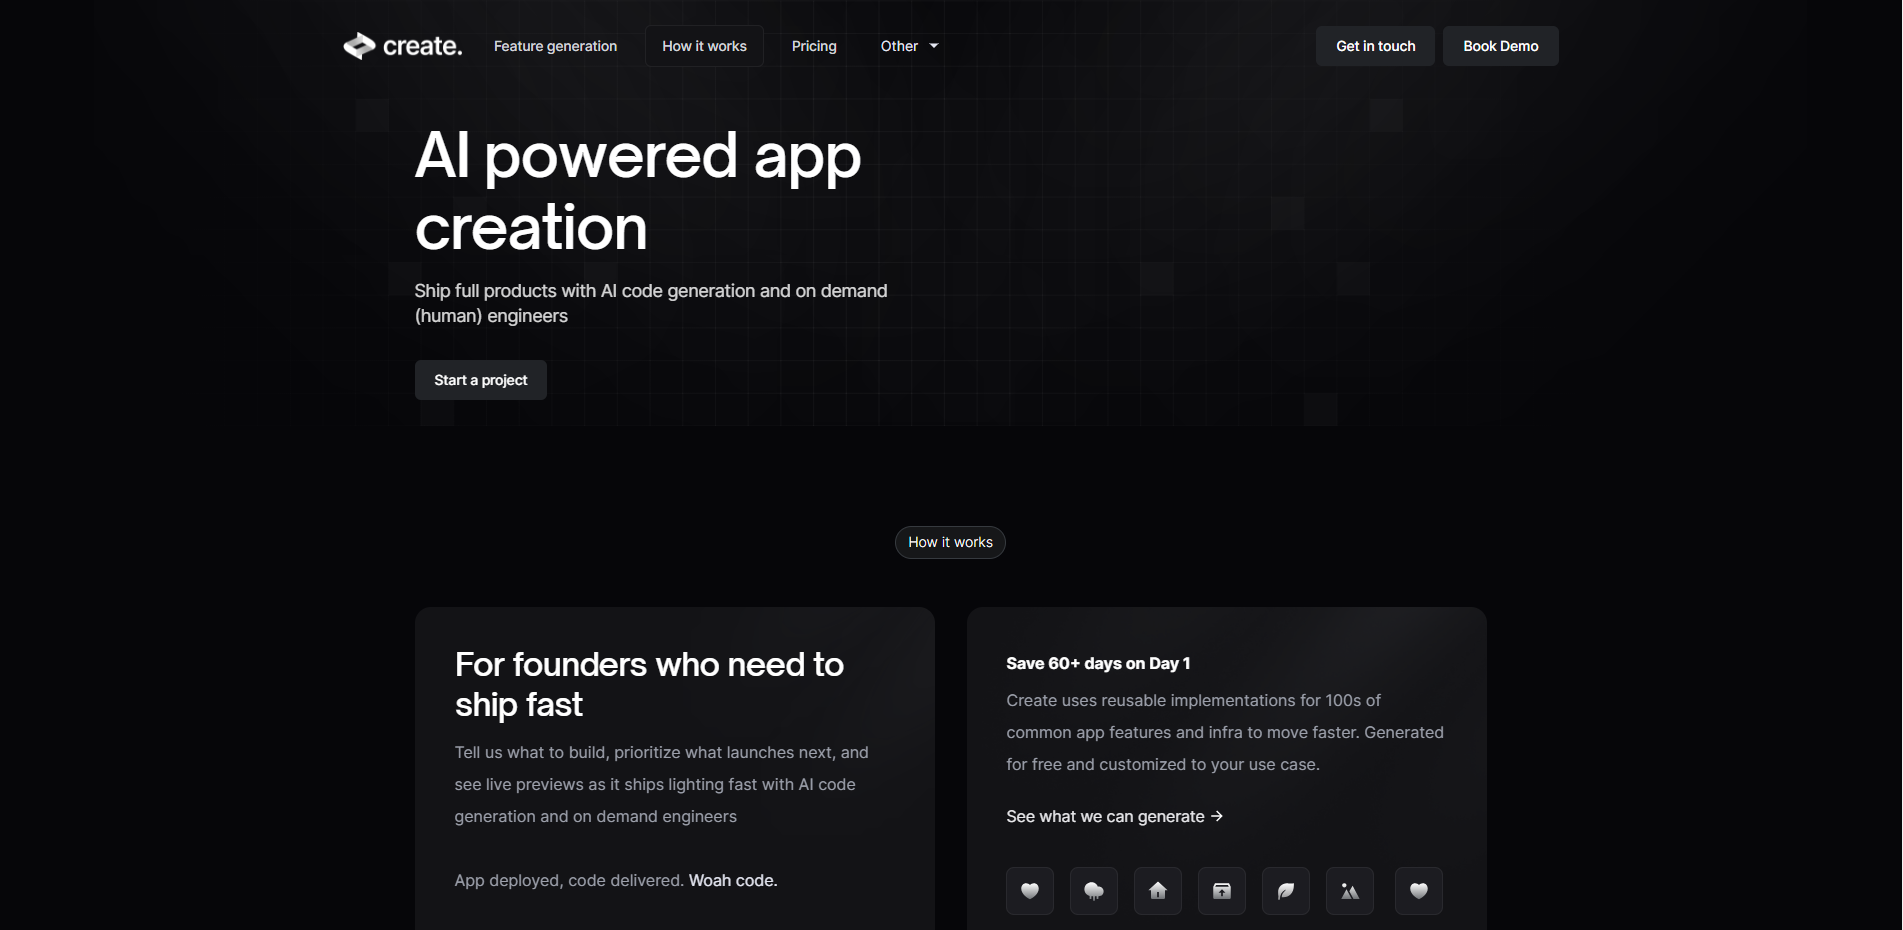 create.
Feature generation
How it works
Pricing
Other
Get in touch
Book Demo
AI powered app
creation
Ship full products with AI code generation and on demand
(human) engineers
Start a project
How it works
For founders who need to
ship fast
Tell us what to build, prioritize what launches next, and
see live previews as it ships lighting fast with AI code
generation and on demand engineers
App deployed, code delivered. Woah code.
Save 60+ days on Day 1
Create uses reusable implementations for 100s of
common app features and infra to move faster. Generated
for free and customized to your use case.
See what we can generate →